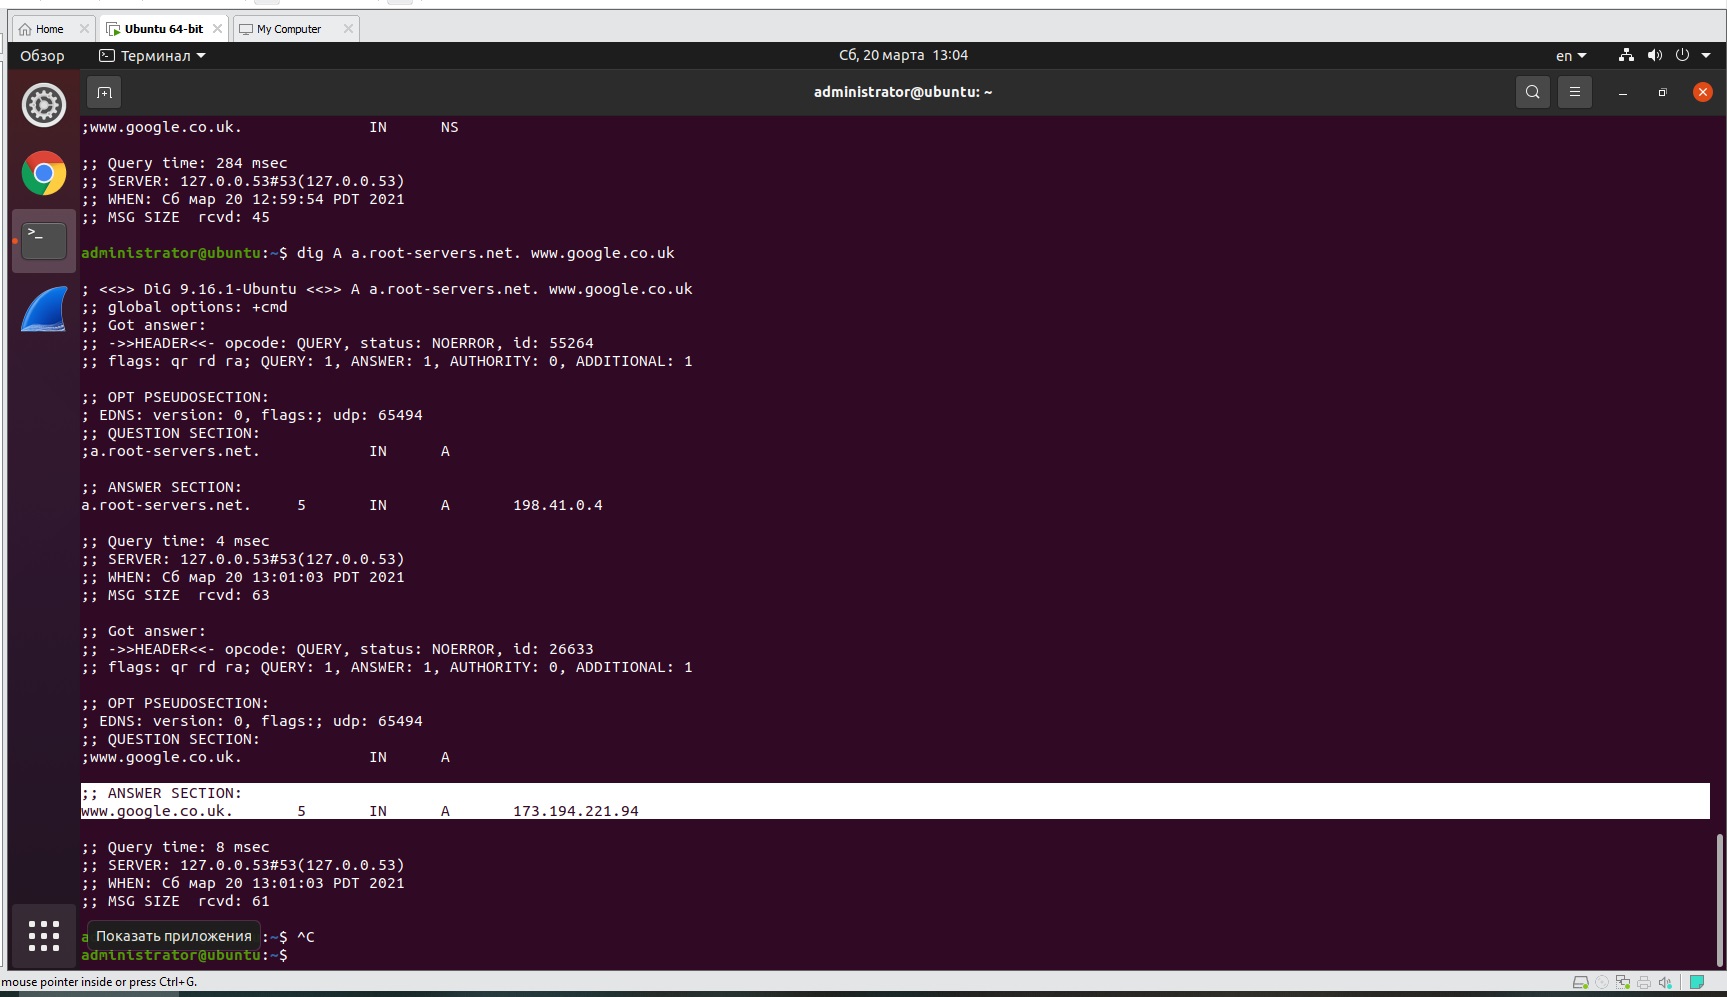 Home
Ubuntu 64-bit
My Computer
Обзор
Терминал
Сб, 20 марта 13:04
en
administrator@ubuntu: ~
;www.google.co.uk. IN NS
;; Query time: 284 msec
;; SERVER: 127.0.0.53#53(127.0.0.53)
;; WHEN: Сб мар 20 12:59:54 PDT 2021
;; MSG SIZE rcvd: 45
administrator@ubuntu:~$ dig A a.root-servers.net. www.google.co.uk
; <<>> DiG 9.16.1-Ubuntu <<>> A a.root-servers.net. www.google.co.uk
;; global options: +cmd
;; Got answer:
;; ->>HEADER<<- opcode: QUERY, status: NOERROR, id: 55264
;; flags: qr rd ra; QUERY: 1, ANSWER: 1, AUTHORITY: 0, ADDITIONAL: 1
;; OPT PSEUDOSECTION:
; EDNS: version: 0, flags:; udp: 65494
;; QUESTION SECTION:
;a.root-servers.net. IN A
;; ANSWER SECTION:
a.root-servers.net. 5 IN A 198.41.0.4
;; Query time: 4 msec
;; SERVER: 127.0.0.53#53(127.0.0.53)
;; WHEN: Сб мар 20 13:01:03 PDT 2021
;; MSG SIZE rcvd: 63
;; Got answer:
;; ->>HEADER<<- opcode: QUERY, status: NOERROR, id: 26633
;; flags: qr rd ra; QUERY: 1, ANSWER: 1, AUTHORITY: 0, ADDITIONAL: 1
;; OPT PSEUDOSECTION:
; EDNS: version: 0, flags:; udp: 65494
;; QUESTION SECTION:
;www.google.co.uk. IN A
;; ANSWER SECTION:
www.google.co.uk. 5 IN A 173.194.221.94
;; Query time: 8 msec
;; SERVER: 127.0.0.53#53(127.0.0.53)
;; WHEN: Сб мар 20 13:01:03 PDT 2021
;; MSG SIZE rcvd: 61
a Показать приложения :~$ ^C
administrator@ubuntu:~$
mouse pointer inside or press Ctrl+G.